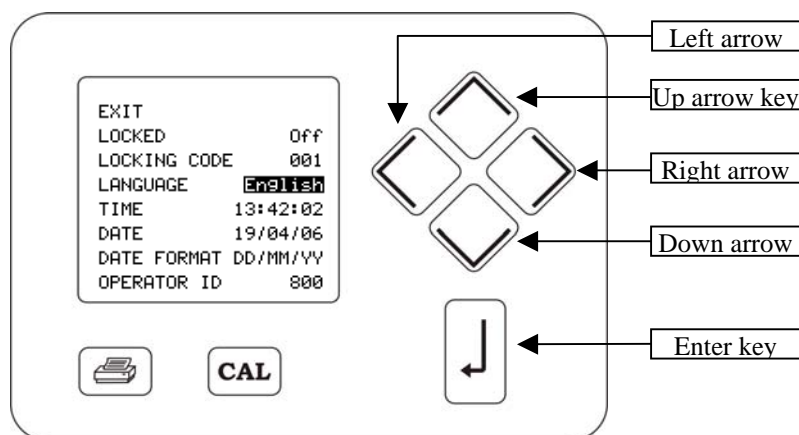 EXIT
LOCKED Off
LOCKING CODE 001
LANGUAGE English
TIME 13:42:02
DATE 19/04/06
DATE FORMAT DD/MM/YY
OPERATOR ID 800
CAL
Left arrow
Up arrow key
Right arrow
Down arrow
Enter key